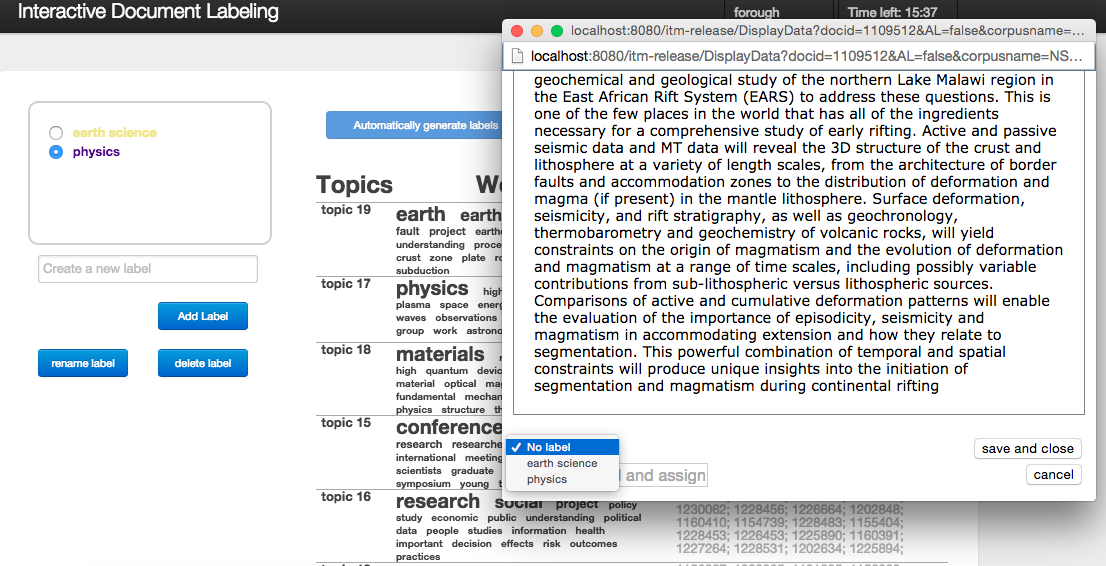 Interactive Document Labeling
forough
Time left: 15:37
earth science
physics
Create a new label
Add Label
rename label
delete label
Automatically generate labels
Topics
topic 19
earth earth
fault project
understanding
crust zone plate
subduction
topic 17
physics high
plasma space
waves observations
group work
topic 18
materials
high quantum
material optical
fundamental
physics structure
topic 15
conference
research
international
scientists graduate
symposium young
topic 16
research social project policy
study economic public understanding political
data people studies information health
important decision effects risk outcomes
practices
1230062; 1228456; 1226664; 1202848;
1160410; 1154739; 1228483; 1155404;
1228453; 1226453; 1225890; 1160391;
1227264; 1228531; 1202634; 1225894;
localhost:8080/itm-release/DisplayData?docid=1109512&AL=false&corpusname=...
localhost:8080/itm-release/DisplayData?docid=1109512&AL=false&corpusname=NS...
geochemical and geological study of the northern Lake Malawi region in
the East African Rift System (EARS) to address these questions. This is
one of the few places in the world that has all of the ingredients
necessary for a comprehensive study of early rifting. Active and passive
seismic data and MT data will reveal the 3D structure of the crust and
lithosphere at a variety of length scales, from the architecture of border
faults and accommodation zones to the distribution of deformation and
magma (if present) in the mantle lithosphere. Surface deformation,
seismicity, and rift stratigraphy, as well as geochronology,
thermobarometry and geochemistry of volcanic rocks, will yield
constraints on the origin of magmatism and the evolution of deformation
and magmatism at a range of time scales, including possibly variable
contributions from sub-lithospheric versus lithospheric sources.
Comparisons of active and cumulative deformation patterns will enable
the evaluation of the importance of episodicity, seismicity and
magmatism in accommodating extension and how they relate to
segmentation. This powerful combination of temporal and spatial
constraints will produce unique insights into the initiation of
segmentation and magmatism during continental rifting
✓ No label
earth science
physics
and assign
save and close
cancel